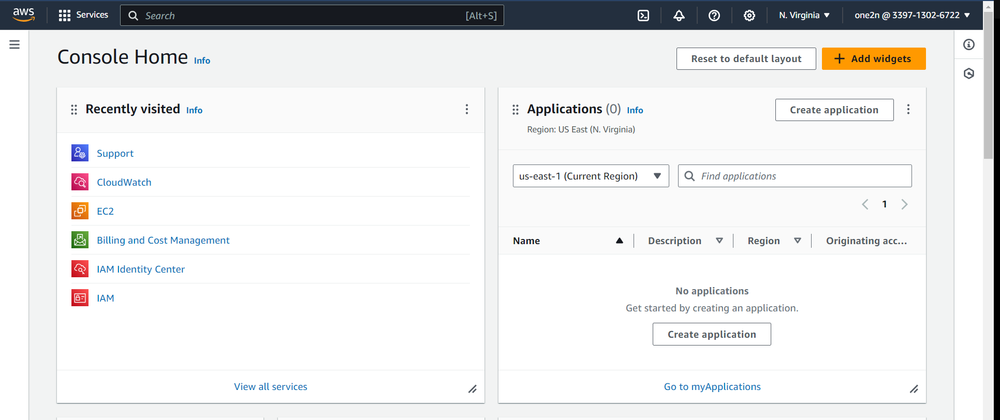 aws
Services
Search [Alt+S]
N. Virginia
one2n @ 3397-1302-6722
Console Home Info
Reset to default layout
Add widgets
Recently visited Info
Support
CloudWatch
EC2
Billing and Cost Management
IAM Identity Center
IAM
View all services
Applications (0) Info
Create application
Region: US East (N. Virginia)
us-east-1 (Current Region)
Find applications
1
Name Description Region Originating acc...
No applications
Get started by creating an application.
Create application
Go to myApplications